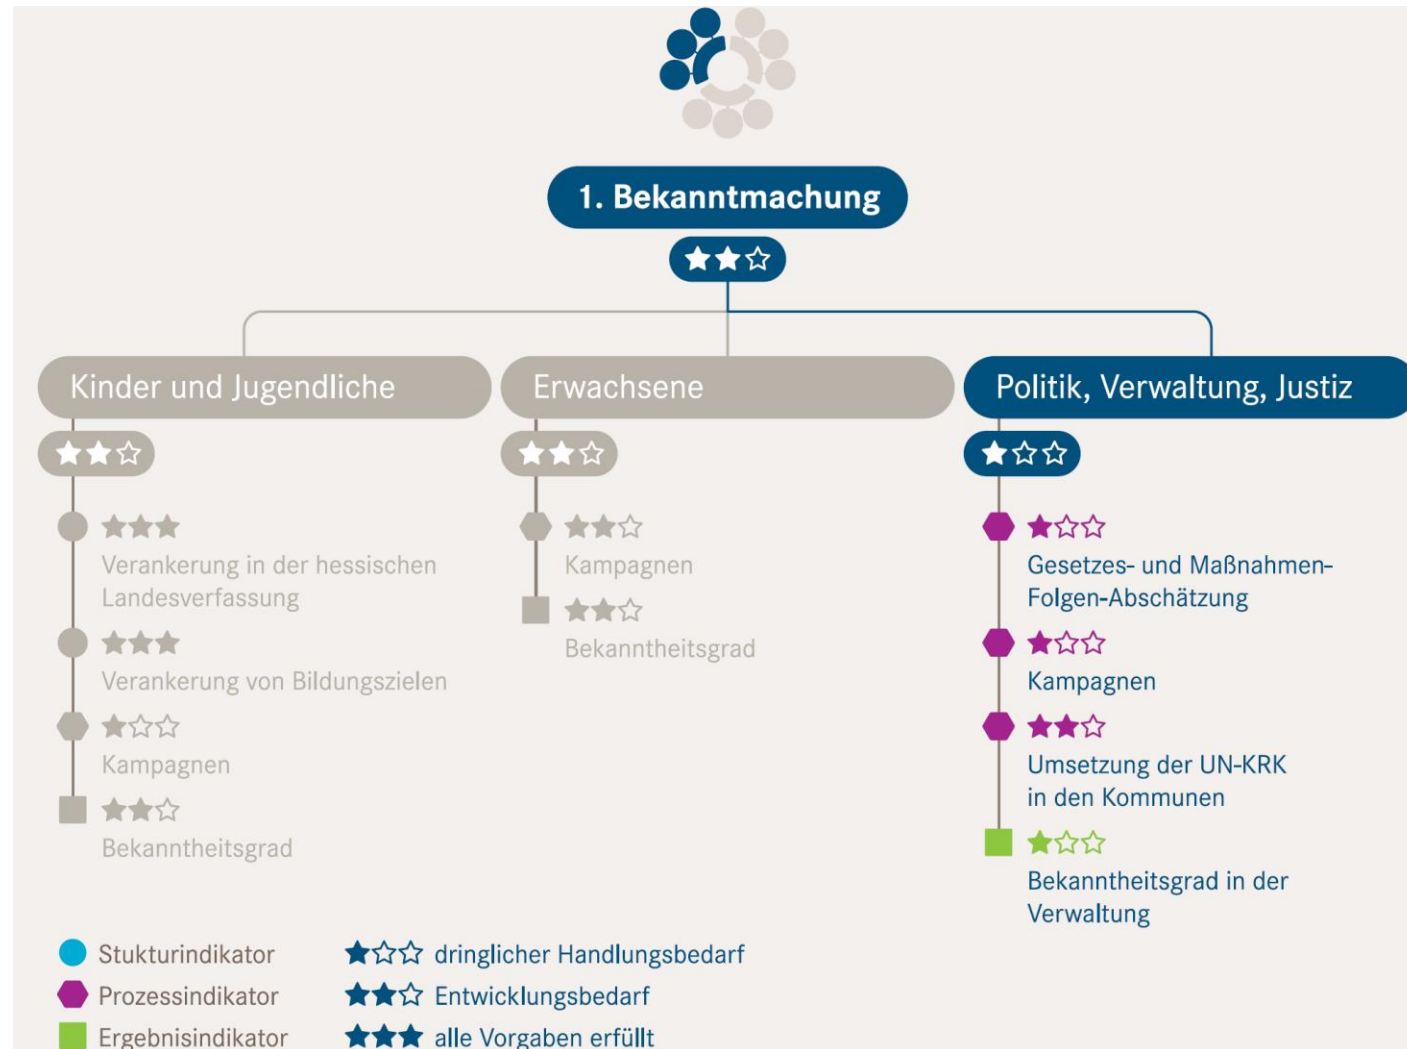 1. Bekanntmachung
Kinder und Jugendliche
Verankerung in der hessischen
Landesverfassung
Verankerung von Bildungszielen
Kampagnen
Bekanntheitsgrad
Erwachsene
Kampagnen
Bekanntheitsgrad
Politik, Verwaltung, Justiz
Gesetzes- und Maßnahmen-
Folgen-Abschätzung
Kampagnen
Umsetzung der UN-KRK
in den Kommunen
Bekanntheitsgrad in der
Verwaltung
Stukturindikator
Prozessindikator
Ergebnisindikator
dringlicher Handlungsbedarf
Entwicklungsbedarf
alle Vorgaben erfüllt